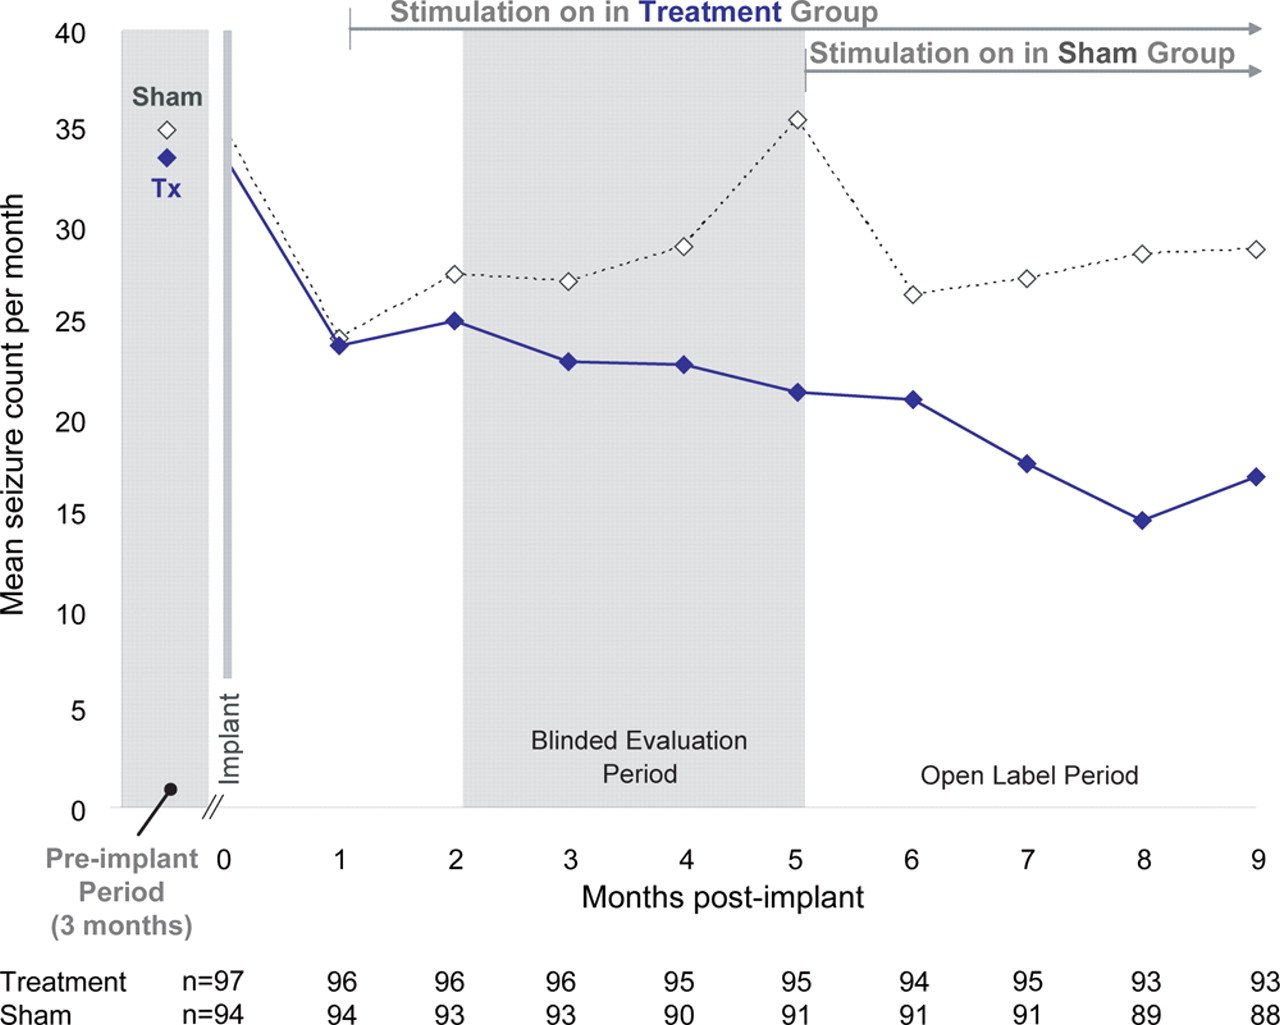 Stimulation on in Treatment Group
Stimulation on in Sham Group
40
35
30
25
20
15
10
5
0
Mean seizure count per month
Sham
Tx
Implant
Blinded Evaluation
Period
Open Label Period
Pre-implant
Period
(3 months)
0 1 2 3 4 5 6 7 8 9
Months post-implant
Treatment n=97 96 96 96 95 95 94 95 93 93
Sham n=94 94 93 93 90 91 91 91 89 88